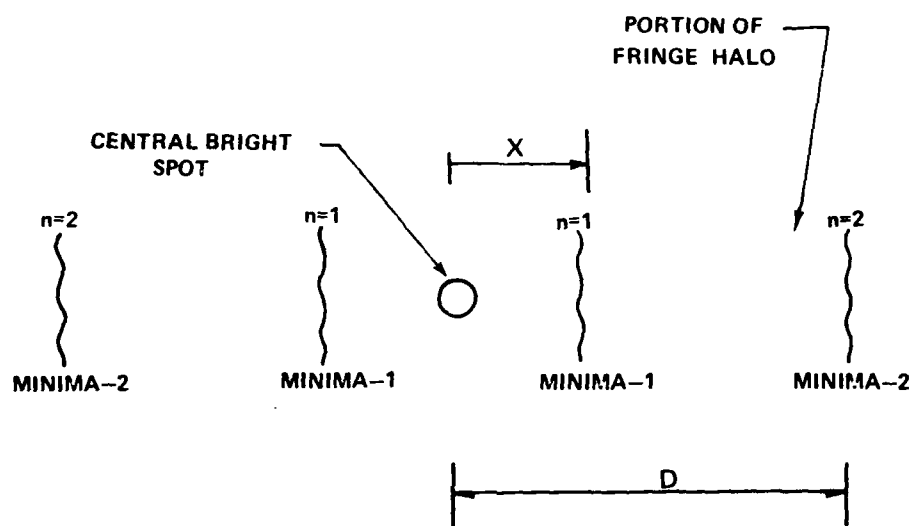 PORTION OF
FRINGE HALO
CENTRAL BRIGHT
SPOT
X
n=2
n=1
n=1
n=2
MINIMA-2
MINIMA-1
MINIMA-1
MINIMA-2
D